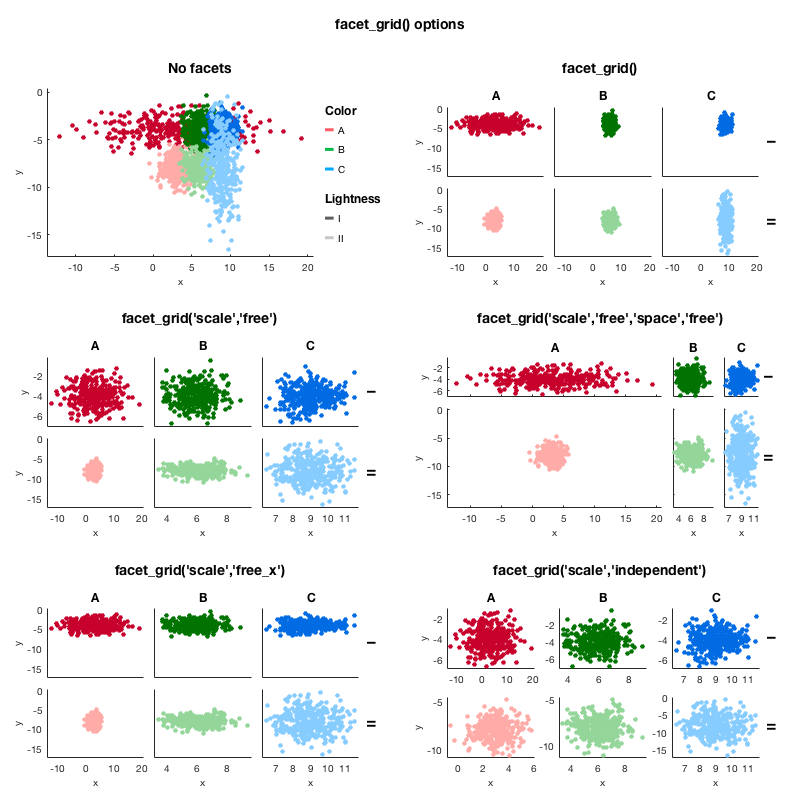 facet_grid() options
No facets
0
-5
-10
-15
y
-10 -5 0 5 10 15 20
x
Color
A
B
C
Lightness
I
II
facet_grid()
A B C
0
-5
-10
-15
y
I
0
-5
-10
-15
y
II
-10 0 10 20 -10 0 10 20 -10 0 10 20
x x x
facet_grid('scale','free')
A B C
-2
-4
-6
y
I
0
-5
-10
-15
y
II
-10 0 10 20 4 6 8 7 8 9 10 11
x x x
facet_grid('scale','free','space','free')
A B C
-2
-4
-6
y
I
0
-5
-10
-15
y
II
-10 -5 0 5 10 15 20 4 6 8 7 9 11
x x x
facet_grid('scale','free_x')
A B C
0
-5
-10
-15
y
I
0
-5
-10
-15
y
II
-10 0 10 20 4 6 8 7 8 9 10 11
x x x
facet_grid('scale','independent')
A B C
-2
-4
-6
y
-2
-4
-6
-2
-4
-6
I
-10 0 10 20 4 6 8 7 8 9 10 11
-5
-10
y
-5
-10
0
-5
-10
-15
II
0 2 4 6 4 6 8 7 8 9 10 11
x x x